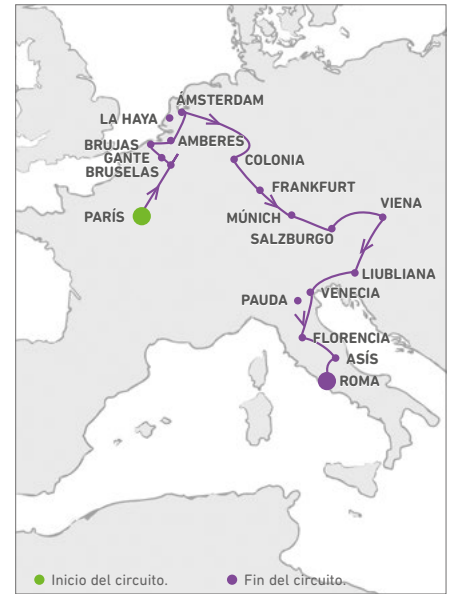 ÁMSTERDAM
LA HAYA
BRUJAS
AMBERES
GANTE
BRUSELAS
COLONIA
FRANKFURT
PARÍS
MÚNICH
VIENA
SALZBURGO
LIUBLIANA
PAUDA
VENECIA
FLORENCIA
ASÍS
ROMA
Inicio del circuito.
Fin del circuito.